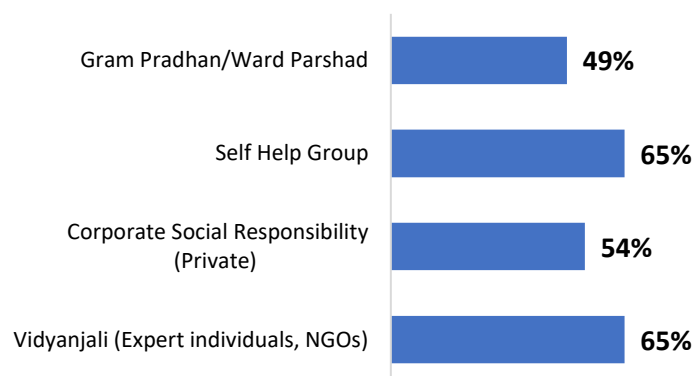 Gram Pradhan/Ward Parshad
49%
Self Help Group
65%
Corporate Social Responsibility
(Private)
54%
Vidyanjali (Expert individuals, NGOs)
65%